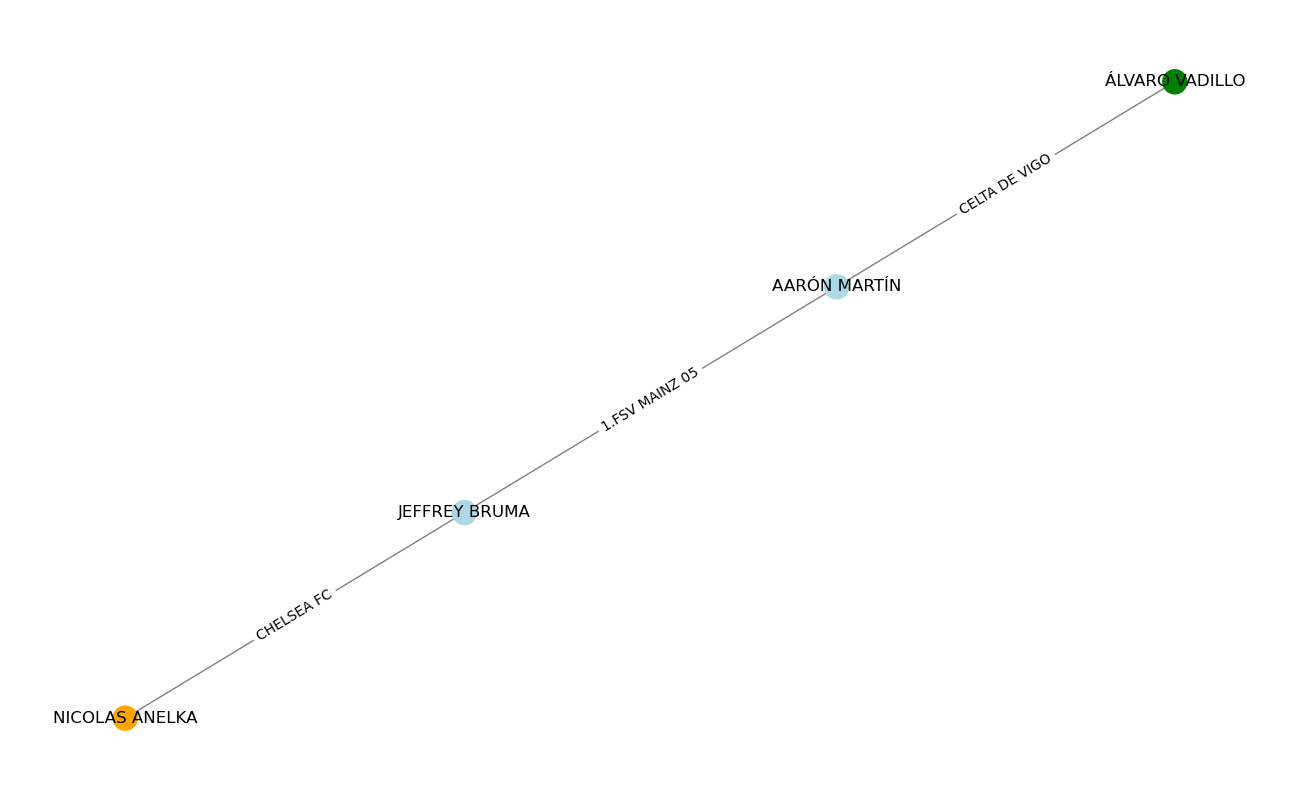 ÁLVARO VADILLO
CELTA DE VIGO
AARÓN MARTÍN
1.FSV MAINZ 05
JEFFREY BRUMA
CHELSEA FC
NICOLAS ANELKA